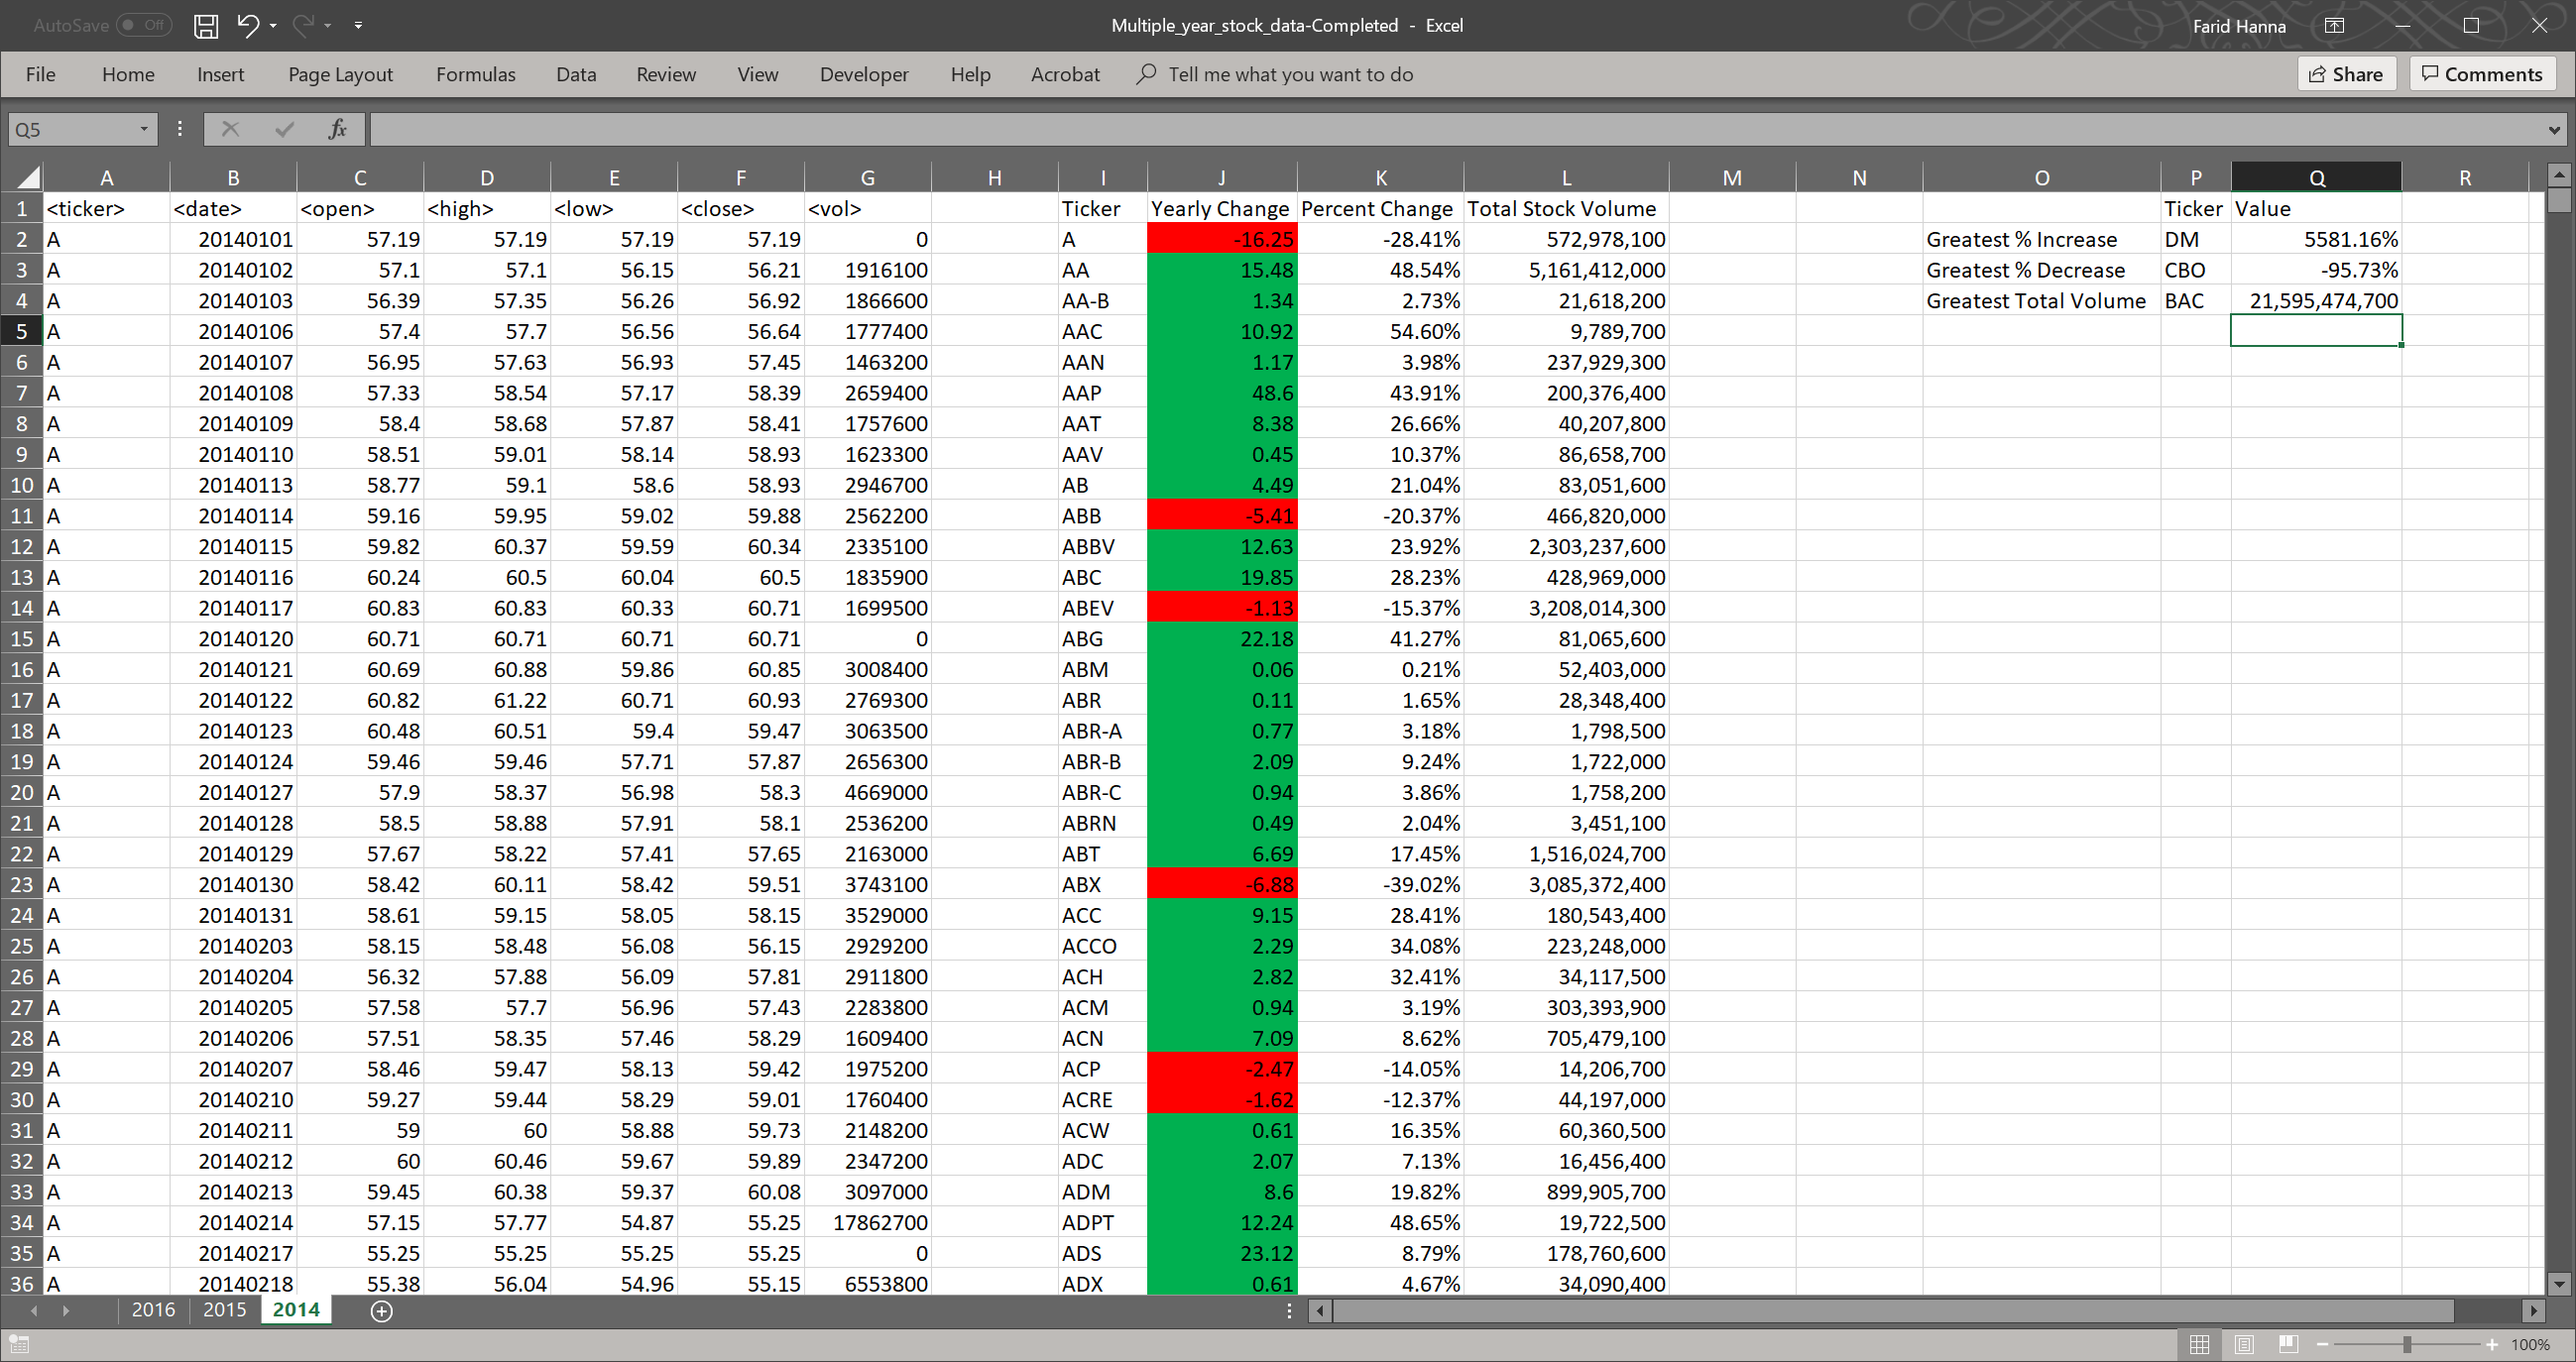 AutoSave Off Multiple_year_stock_data-Completed - Excel Farid Hanna
File Home Insert Page Layout Formulas Data Review View Developer Help Acrobat Tell me what you want to do Share Comments
Q5 fx
A B C D E F G H I J K L M N O P Q R
1 <ticker> <date> <open> <high> <low> <close> <vol> Ticker Yearly Change Percent Change Total Stock Volume Ticker Value
2 A 20140101 57.19 57.19 57.19 57.19 0 A -16.25 -28.41% 572,978,100 Greatest % Increase DM 5581.16%
3 A 20140102 57.1 57.1 56.15 56.21 1916100 AA 15.48 48.54% 5,161,412,000 Greatest % Decrease CBO -95.73%
4 A 20140103 56.39 57.35 56.26 56.92 1866600 AA-B 1.34 2.73% 21,618,200 Greatest Total Volume BAC 21,595,474,700
5 A 20140106 57.4 57.7 56.56 56.64 1777400 AAC 10.92 54.60% 9,789,700
6 A 20140107 56.95 57.63 56.93 57.45 1463200 AAN 1.17 3.98% 237,929,300
7 A 20140108 57.33 58.54 57.17 58.39 2659400 AAP 48.6 43.91% 200,376,400
8 A 20140109 58.4 58.68 57.87 58.41 1757600 AAT 8.38 26.66% 40,207,800
9 A 20140110 58.51 59.01 58.14 58.93 1623300 AAV 0.45 10.37% 86,658,700
10 A 20140113 58.77 59.1 58.6 58.93 2946700 AB 4.49 21.04% 83,051,600
11 A 20140114 59.16 59.95 59.02 59.88 2562200 ABB -5.41 -20.37% 466,820,000
12 A 20140115 59.82 60.37 59.59 60.34 2335100 ABBV 12.63 23.92% 2,303,237,600
13 A 20140116 60.24 60.5 60.04 60.5 1835900 ABC 19.85 28.23% 428,969,000
14 A 20140117 60.83 60.83 60.33 60.71 1699500 ABEV -1.13 -15.37% 3,208,014,300
15 A 20140120 60.71 60.71 60.71 60.71 0 ABG 22.18 41.27% 81,065,600
16 A 20140121 60.69 60.88 59.86 60.85 3008400 ABM 0.06 0.21% 52,403,000
17 A 20140122 60.82 61.22 60.71 60.93 2769300 ABR 0.11 1.65% 28,348,400
18 A 20140123 60.48 60.51 59.4 59.47 3063500 ABR-A 0.77 3.18% 1,798,500
19 A 20140124 59.46 59.46 57.71 57.87 2656300 ABR-B 2.09 9.24% 1,722,000
20 A 20140127 57.9 58.37 56.98 58.3 4669000 ABR-C 0.94 3.86% 1,758,200
21 A 20140128 58.5 58.88 57.91 58.1 2536200 ABRN 0.49 2.04% 3,451,100
22 A 20140129 57.67 58.22 57.41 57.65 2163000 ABT 6.69 17.45% 1,516,024,700
23 A 20140130 58.42 60.11 58.42 59.51 3743100 ABX -6.88 -39.02% 3,085,372,400
24 A 20140131 58.61 59.15 58.05 58.15 3529000 ACC 9.15 28.41% 180,543,400
25 A 20140203 58.15 58.48 56.08 56.15 2929200 ACCO 2.29 34.08% 223,248,000
26 A 20140204 56.32 57.88 56.09 57.81 2911800 ACH 2.82 32.41% 34,117,500
27 A 20140205 57.58 57.7 56.96 57.43 2283800 ACM 0.94 3.19% 303,393,900
28 A 20140206 57.51 58.35 57.46 58.29 1609400 ACN 7.09 8.62% 705,479,100
29 A 20140207 58.46 59.47 58.13 59.42 1975200 ACP -2.47 -14.05% 14,206,700
30 A 20140210 59.27 59.44 58.29 59.01 1760400 ACRE -1.62 -12.37% 44,197,000
31 A 20140211 59 60 58.88 59.73 2148200 ACW 0.61 16.35% 60,360,500
32 A 20140212 60 60.46 59.67 59.89 2347200 ADC 2.07 7.13% 16,456,400
33 A 20140213 59.45 60.38 59.37 60.08 3097000 ADM 8.6 19.82% 899,905,700
34 A 20140214 57.15 57.77 54.87 55.25 17862700 ADPT 12.24 48.65% 19,722,500
35 A 20140217 55.25 55.25 55.25 55.25 0 ADS 23.12 8.79% 178,760,600
36 A 20140218 55.38 56.04 54.96 55.15 6553800 ADX 0.61 4.67% 34,090,400
2016 2015 2014
100%